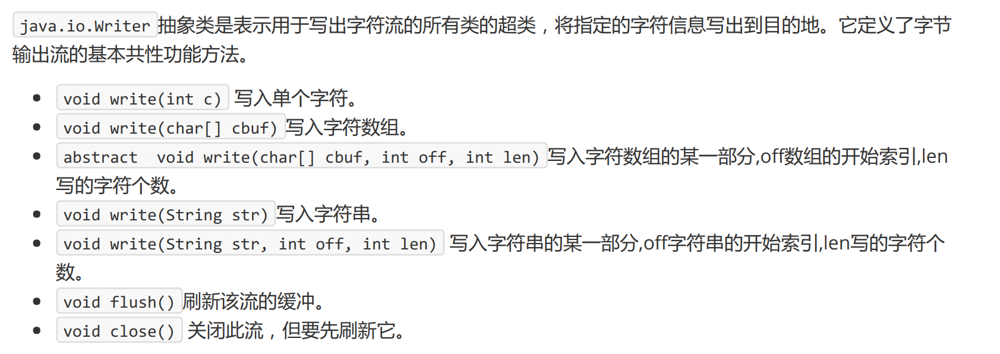 java.io.Writer 抽象类是表示用于写出字符流的所有类的超类，将指定的字符信息写出到目的地。它定义了字节
输出流的基本共性功能方法。
• void write(int c) 写入单个字符。
• void write(char[] cbuf) 写入字符数组。
• abstract  void write(char[] cbuf, int off, int len) 写入字符数组的某一部分,off数组的开始索引,len
写的字符个数。
• void write(String str) 写入字符串。
• void write(String str, int off, int len) 写入字符串的某一部分,off字符串的开始索引,len写的字符个
数。
• void flush() 刷新该流的缓冲。
• void close() 关闭此流，但要先刷新它。